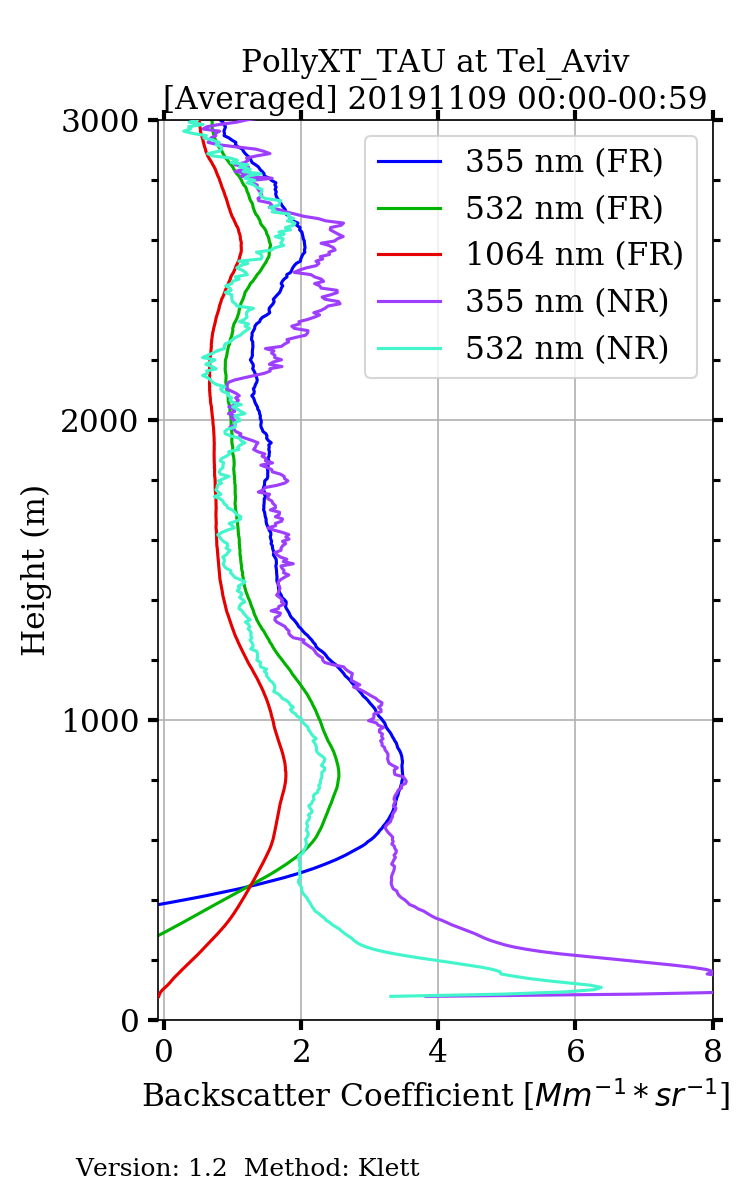 PollyXT_TAU at Tel_Aviv
[Averaged] 20191109 00:00-00:59
3000
355 nm (FR)
532 nm (FR)
1064 nm (FR)
355 nm (NR)
532 nm (NR)
2000
Height (m)
1000
0
0 2 4 6 8
Backscatter Coefficient [Mm⁻¹ * sr⁻¹]
Version: 1.2  Method: Klett